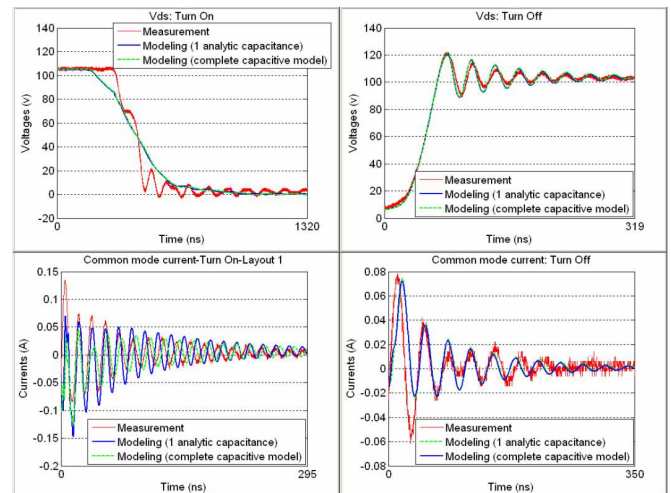 Vds: Turn On
Measurement
Modeling (1 analytic capacitance)
Modeling (complete capacitive model)
Voltages (v)
140
120
100
80
60
40
20
0
-20
0
1320
Time (ns)
Vds: Turn Off
Voltages (v)
140
120
100
80
60
40
20
0
Measurement
Modeling (1 analytic capacitance)
Modeling (complete capacitive model)
0
319
Time (ns)
Common mode current-Turn On-Layout 1
Currents (A)
0.15
0.1
0.05
0
-0.05
-0.1
-0.15
-0.2
Measurement
Modeling (1 analytic capacitance)
Modeling (complete capacitive model)
0
295
Time (ns)
Common mode current: Turn Off
Currents (A)
0.08
0.06
0.04
0.02
0
-0.02
-0.04
-0.06
-0.08
Measurement
Modeling (1 analytic capacitance)
Modeling (complete capacitive model)
0
350
Time (ns)